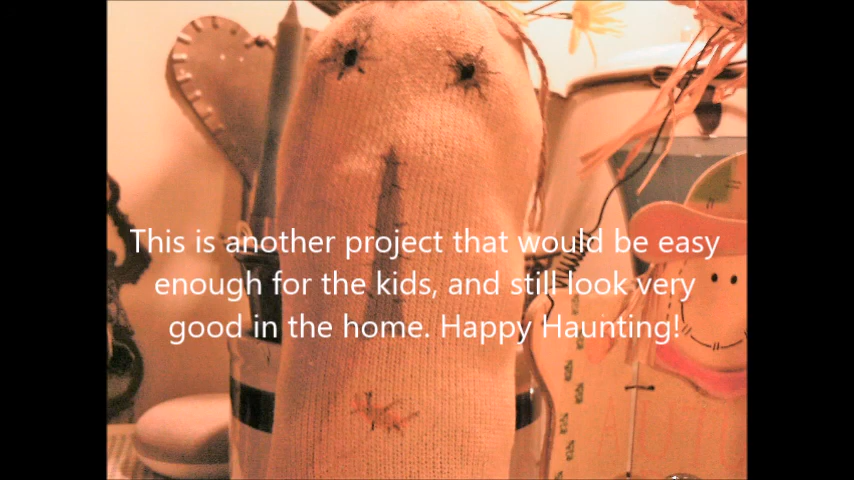 This is another project that would be easy
enough for the kids, and still look very
good in the home. Happy Haunting!
AUTU